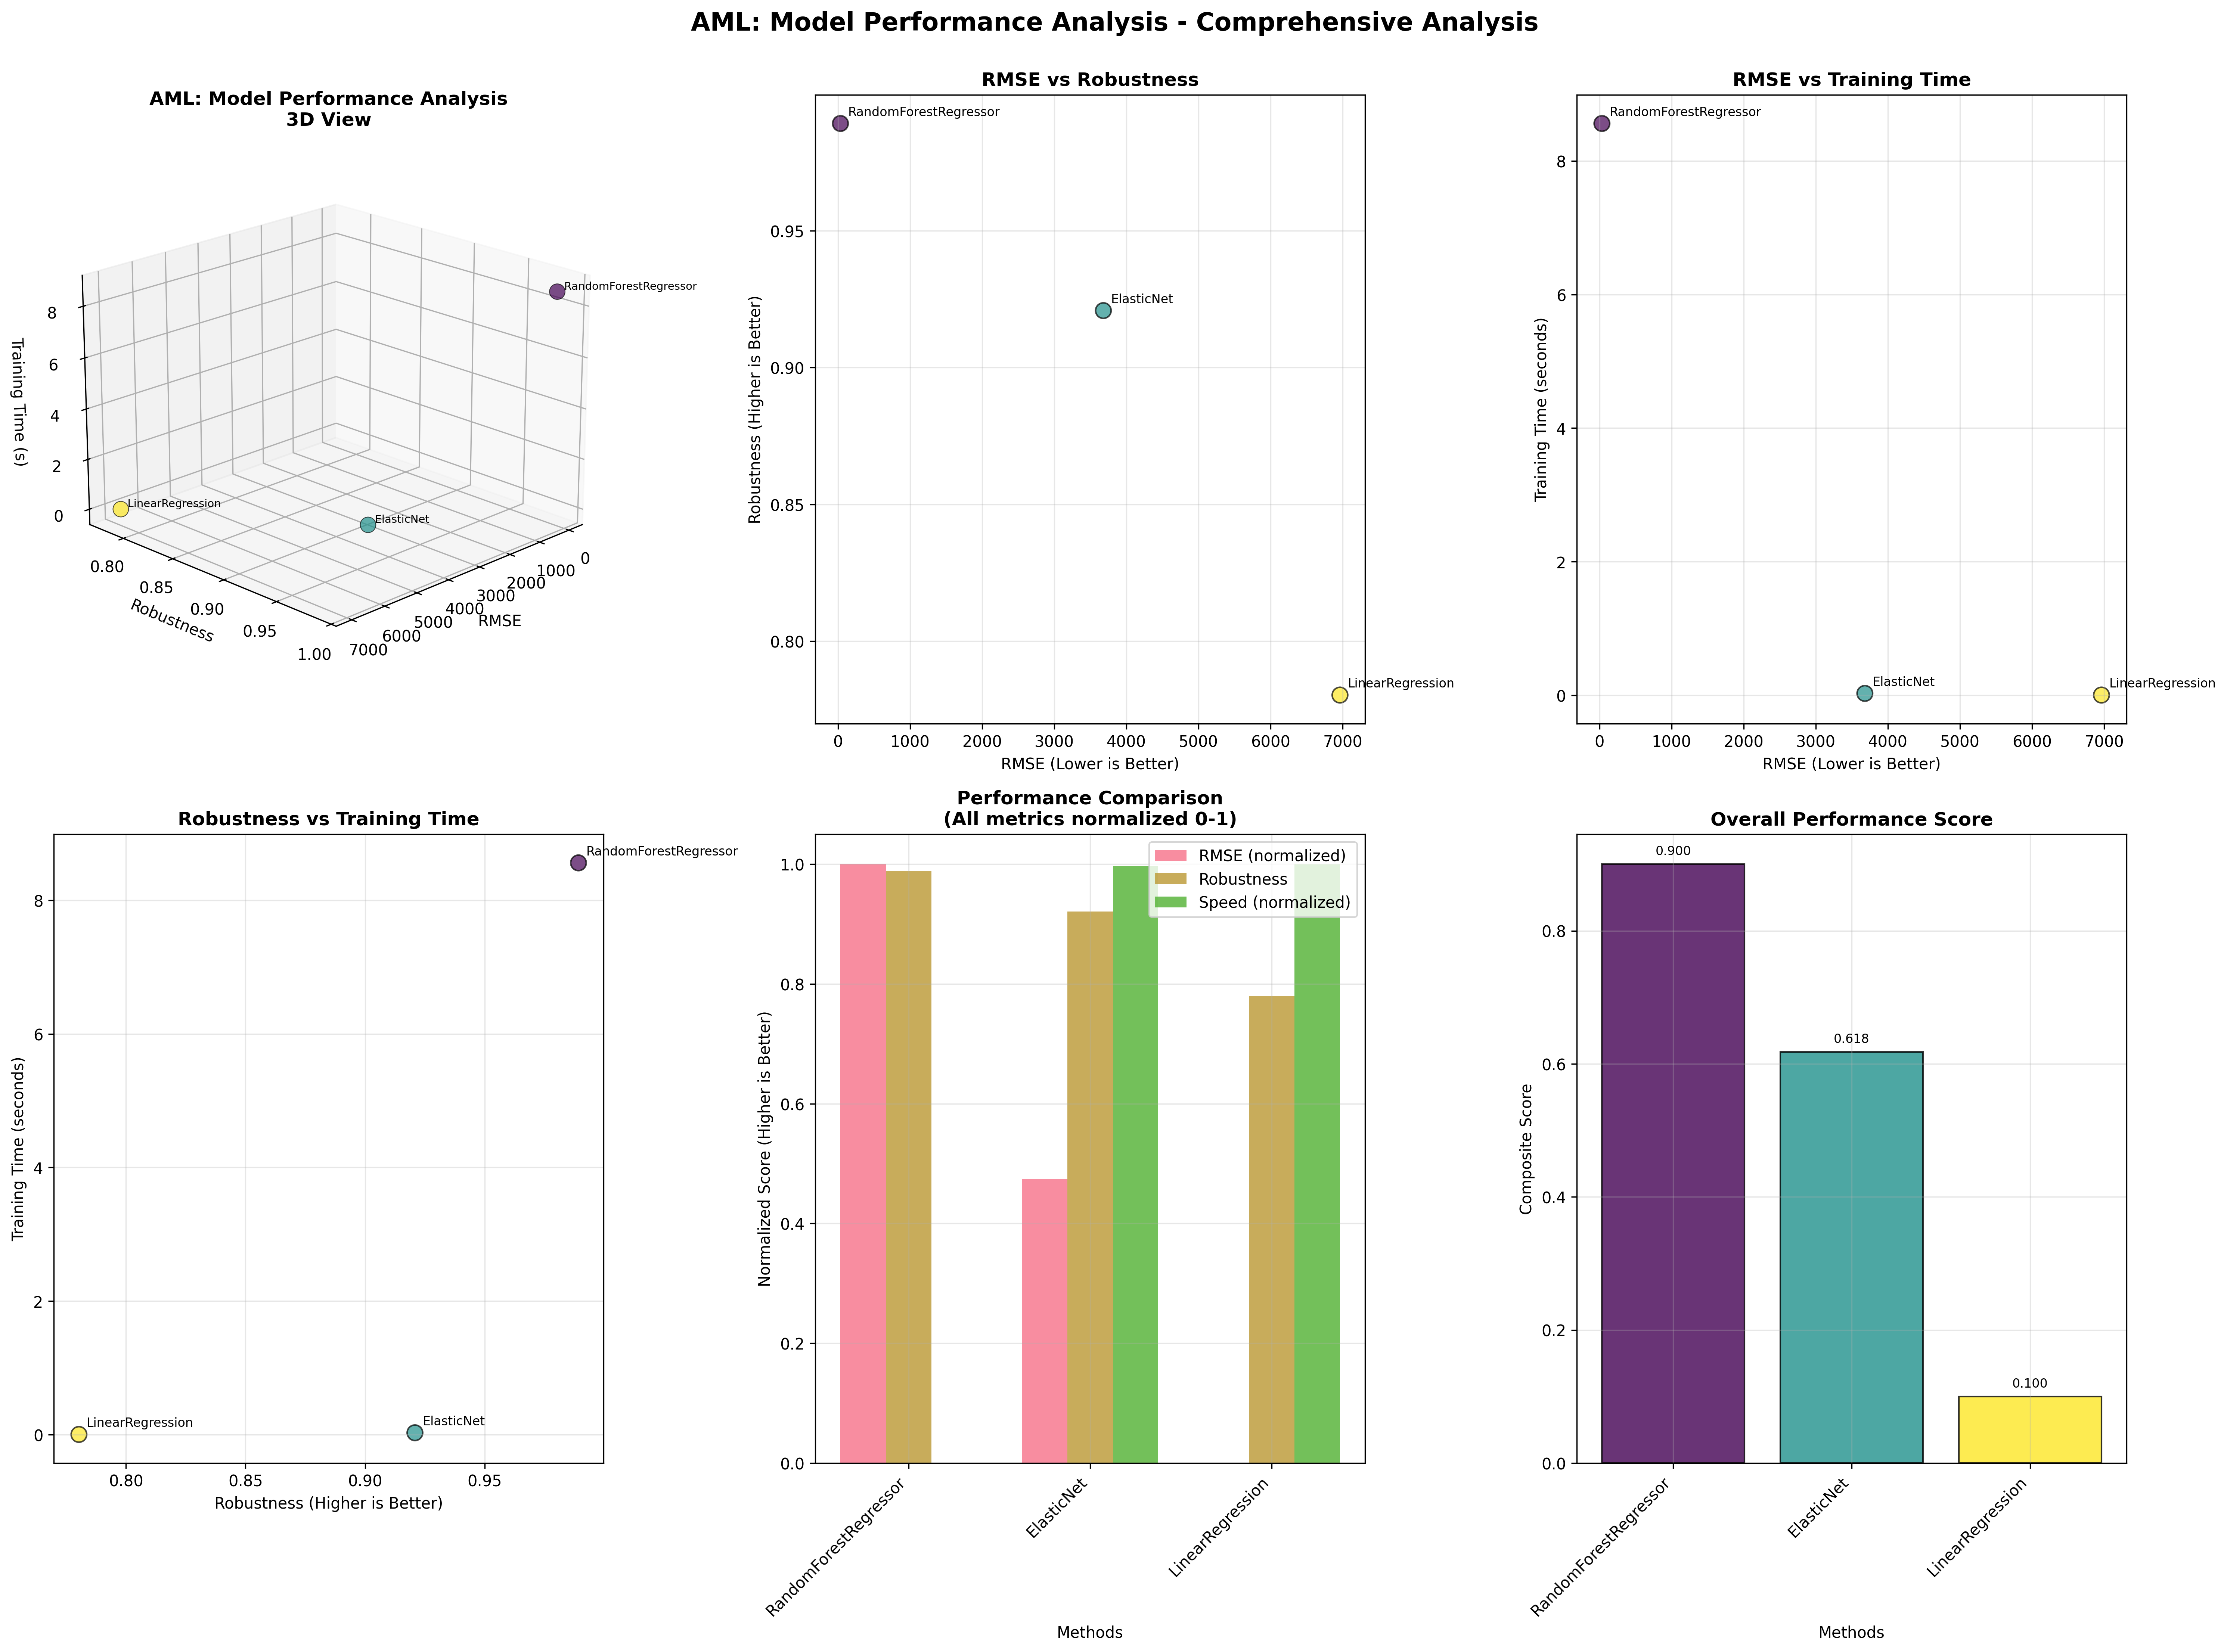 AML: Model Performance Analysis - Comprehensive Analysis
AML: Model Performance Analysis
3D View
Training Time (s)
8
6
4
2
0
RandomForestRegressor
LinearRegression
ElasticNet
0.80
0.85
0.90
0.95
1.00
Robustness
0
1000
2000
3000
4000
5000
6000
7000
RMSE
RMSE vs Robustness
Robustness (Higher is Better)
0.95
0.90
0.85
0.80
RandomForestRegressor
ElasticNet
LinearRegression
0 1000 2000 3000 4000 5000 6000 7000
RMSE (Lower is Better)
RMSE vs Training Time
Training Time (seconds)
8
6
4
2
0
RandomForestRegressor
ElasticNet
LinearRegression
0 1000 2000 3000 4000 5000 6000 7000
RMSE (Lower is Better)
Robustness vs Training Time
Training Time (seconds)
8
6
4
2
0
RandomForestRegressor
LinearRegression
ElasticNet
0.80 0.85 0.90 0.95
Robustness (Higher is Better)
Performance Comparison
(All metrics normalized 0-1)
Normalized Score (Higher is Better)
1.0
0.8
0.6
0.4
0.2
0.0
RMSE (normalized)
Robustness
Speed (normalized)
RandomForestRegressor
ElasticNet
LinearRegression
Methods
Overall Performance Score
Composite Score
0.8
0.6
0.4
0.2
0.0
0.900
0.618
0.100
RandomForestRegressor
ElasticNet
LinearRegression
Methods